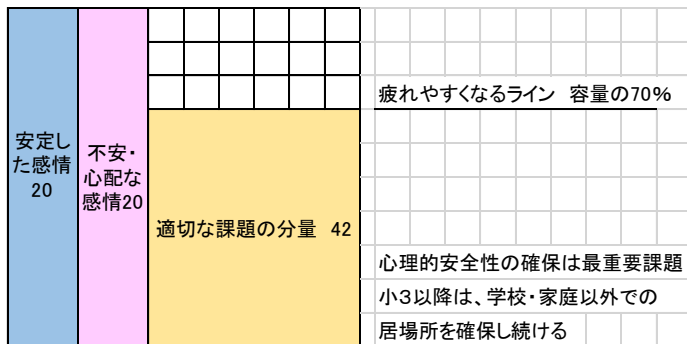 安定し
た感情
20
不安・
心配な
感情20
適切な課題の分量 42
疲れやすくなるライン 容量の70%
心理的安全性の確保は最重要課題
小3以降は、学校・家庭以外での
居場所を確保し続ける